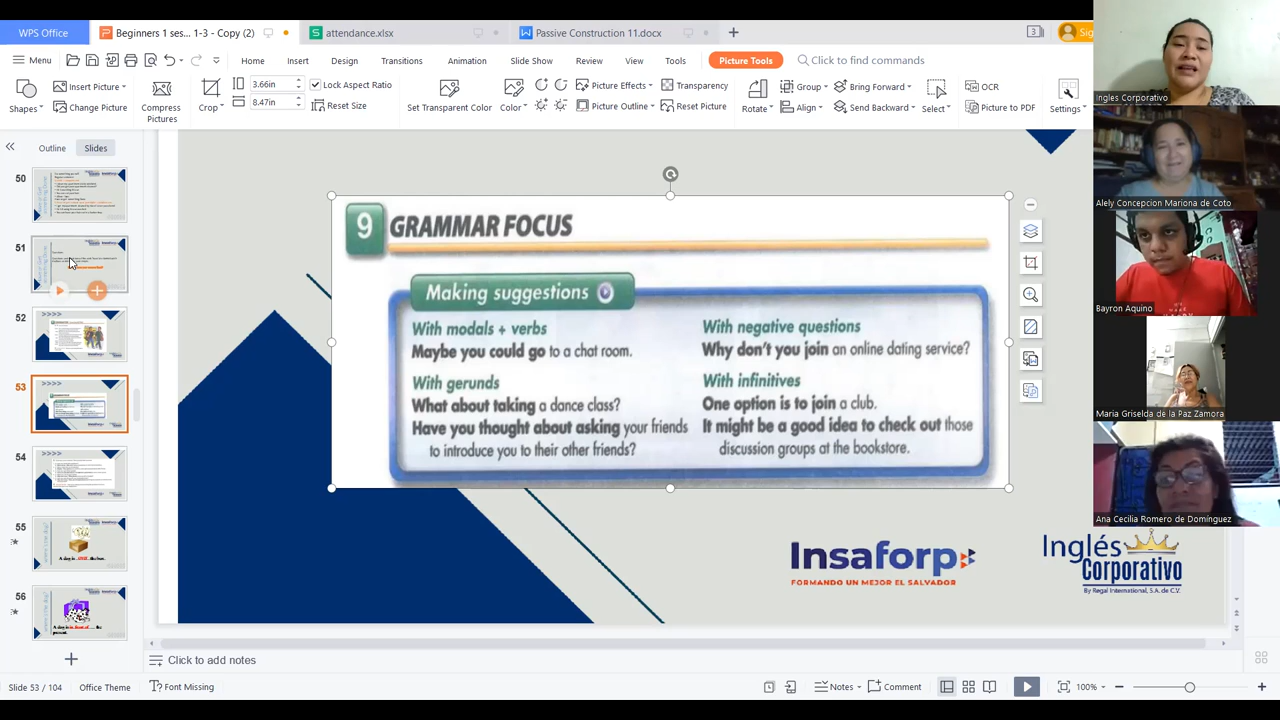 WPS Office
Beginners 1 ses... 1-3 - Copy (2)
attendance.xlsx
Passive Construction 11.docx
Menu
Home
Insert
Design
Transitions
Animation
Slide Show
Review
View
Tools
Picture Tools
Click to find commands
Shapes
Insert Picture
Change Picture
Compress
Pictures
Crop
3.66in
8.47in
Lock Aspect Ratio
Reset Size
Set Transparent Color
Color
Picture Effects
Picture Outline
Transparency
Reset Picture
Rotate
Group
Align
Bring Forward
Send Backward
Select
OCR
Picture to PDF
Settings
Outline
Slides
50
51
52
53
54
55
56
9 GRAMMAR FOCUS
Making suggestions
With modals + verbs
Maybe you could go to a chat room.
With gerunds
What about taking a dance class?
Have you thought about asking your friends
to introduce you to their other friends?
With negative questions
Why don't you join an online dating service?
With infinitives
One option is to join a club.
It might be a good idea to check out those
discussion groups at the bookstore.
Insaforp
FORMANDO UN MEJOR EL SALVADOR
Inglés
Corporativo
By Regal International, S.A. de C.V.
Click to add notes
Slide 53 / 104
Office Theme
Font Missing
Notes
Comment
100%
Ingles Corporativo
Alely Concepcion Mariona de Coto
Bayron Aquino
Maria Griselda de la Paz Zamora
Ana Cecilia Romero de Domínguez